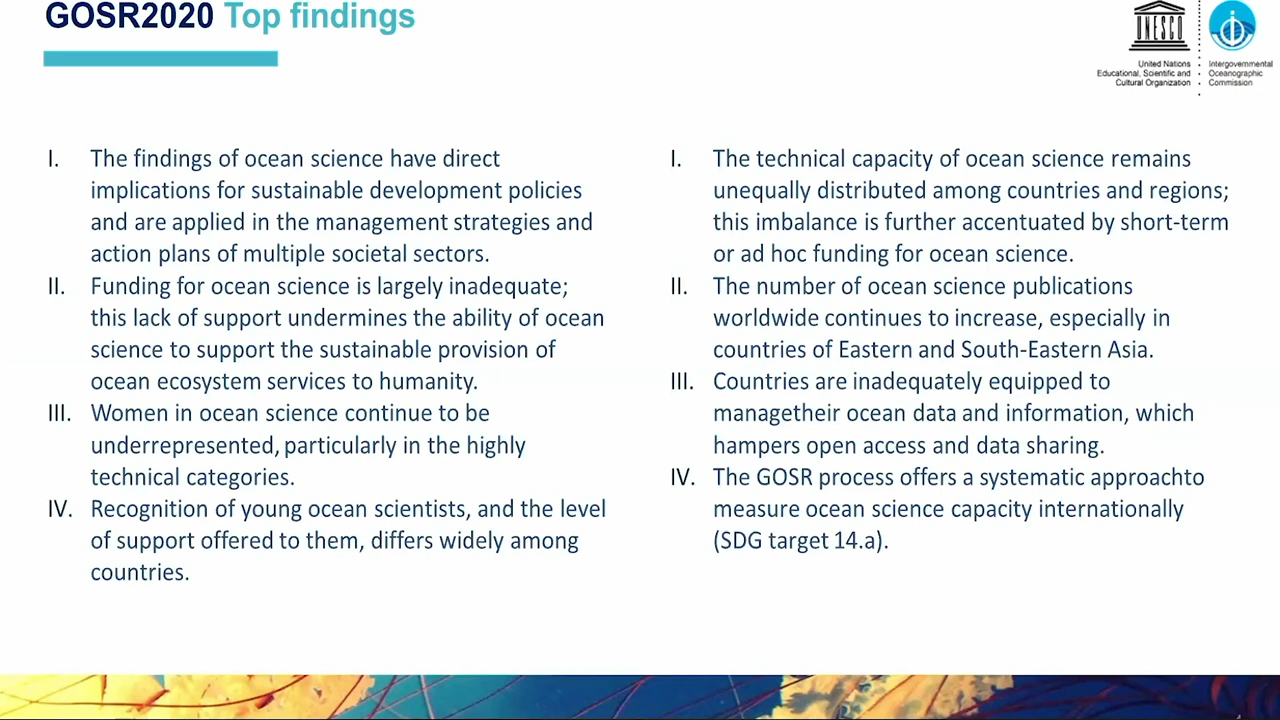 GOSR2020 Top findings
UNESCO
United Nations
Educational, Scientific and
Cultural Organization
Intergovernmental
Oceanographic
Commission
I. The findings of ocean science have direct
implications for sustainable development policies
and are applied in the management strategies and
action plans of multiple societal sectors.
II. Funding for ocean science is largely inadequate;
this lack of support undermines the ability of ocean
science to support the sustainable provision of
ocean ecosystem services to humanity.
III. Women in ocean science continue to be
underrepresented, particularly in the highly
technical categories.
IV. Recognition of young ocean scientists, and the level
of support offered to them, differs widely among
countries.
I. The technical capacity of ocean science remains
unequally distributed among countries and regions;
this imbalance is further accentuated by short-term
or ad hoc funding for ocean science.
II. The number of ocean science publications
worldwide continues to increase, especially in
countries of Eastern and South-Eastern Asia.
III. Countries are inadequately equipped to
managetheir ocean data and information, which
hampers open access and data sharing.
IV. The GOSR process offers a systematic approachto
measure ocean science capacity internationally
(SDG target 14.a).